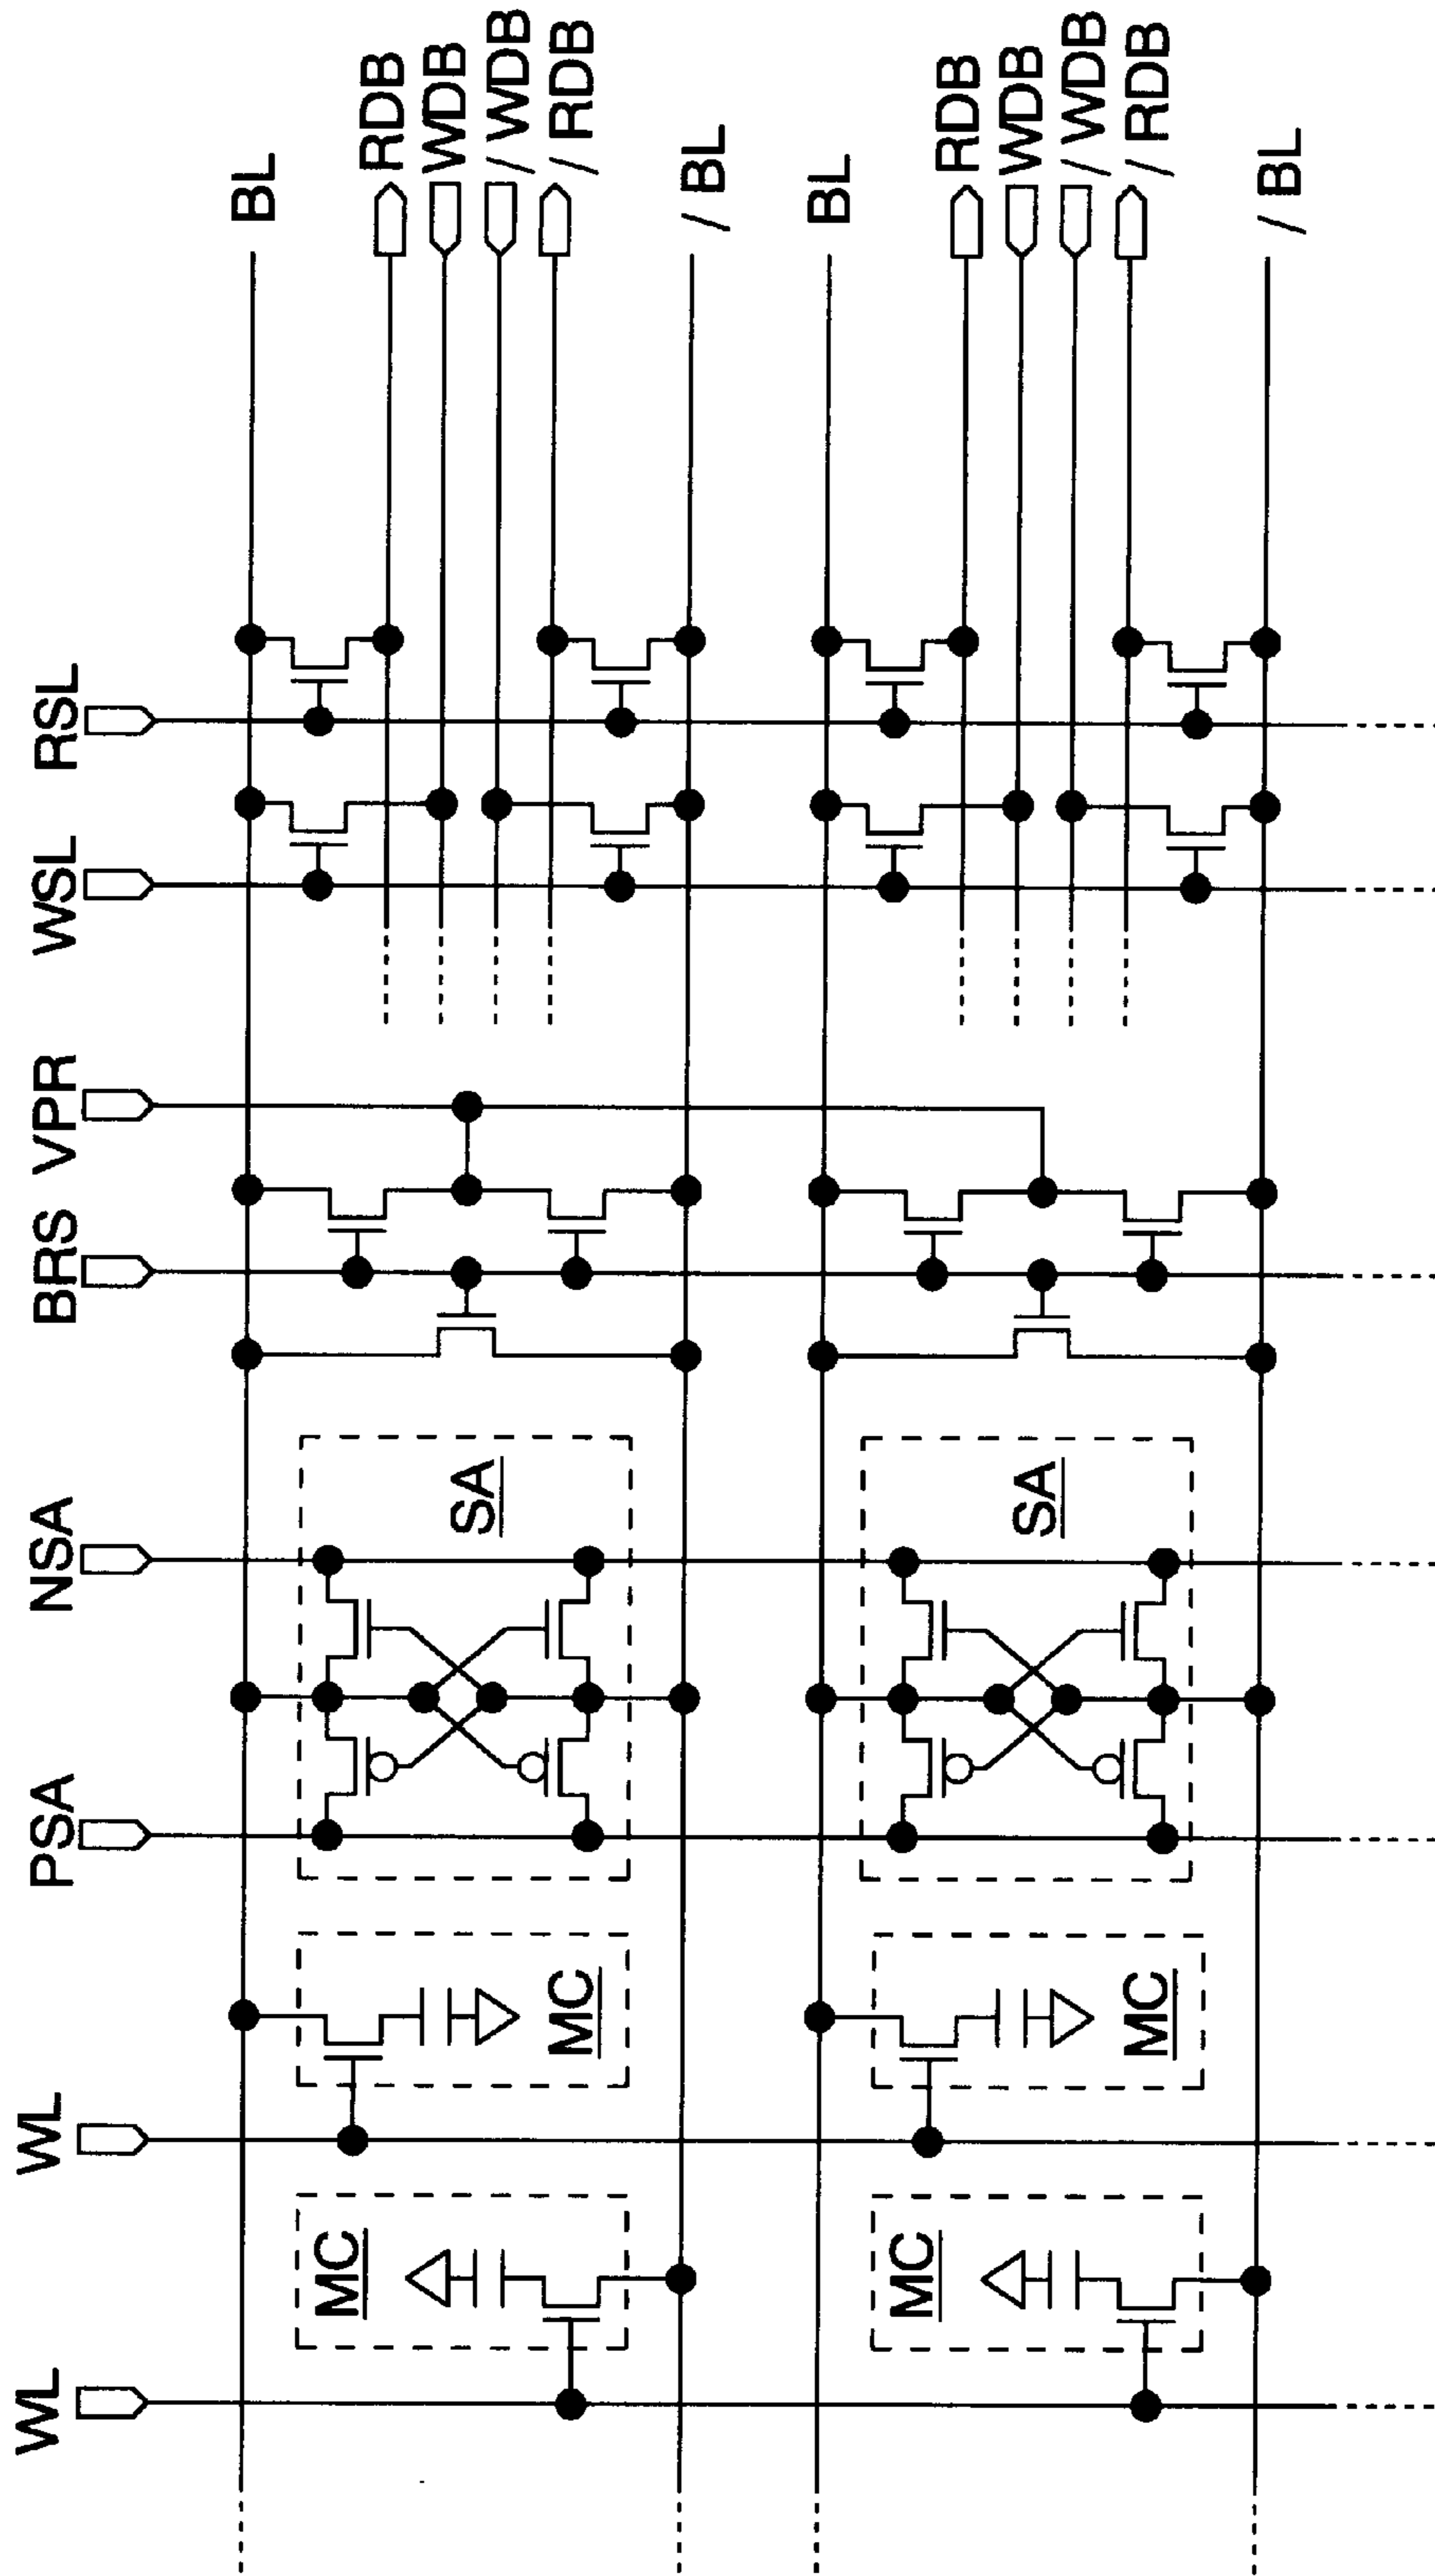 WL
WL
PSA
NSA
BRS
VPR
WSL
RSL
BL
RDB
WDB
/ WDB
/ RDB
/ BL
MC
MC
SA
BL
RDB
WDB
/ WDB
/ RDB
/ BL
MC
MC
SA